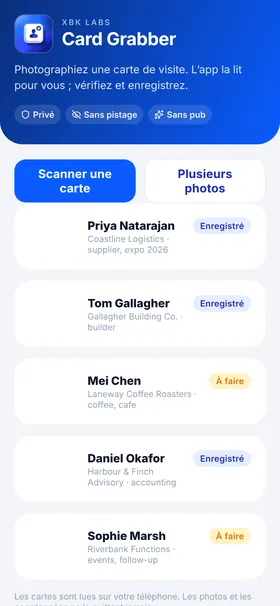 XBK LABS
Card Grabber
Photographiez une carte de visite. L'app la lit
pour vous ; vérifiez et enregistrez.
Privé
Sans pistage
Sans pub
Scanner une
carte
Plusieurs
photos
Priya Natarajan
Enregistré
Coastline Logistics ·
supplier, expo 2026
Tom Gallagher
Enregistré
Gallagher Building Co. ·
builder
Mei Chen
À faire
Laneway Coffee Roasters ·
coffee, cafe
Daniel Okafor
Enregistré
Harbour & Finch
Advisory · accounting
Sophie Marsh
À faire
Riverbank Functions ·
events, follow-up
Les cartes sont lues sur votre téléphone. Les photos et les